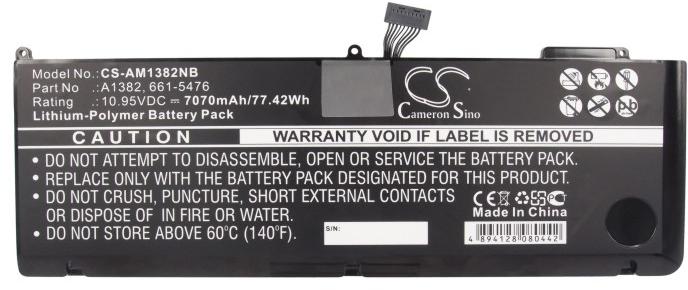 Model No.:CS-AM1382NB
Part No :A1382, 661-5476
Rating :10.95VDC 7070mAh/77.42Wh
Lithium-Polymer Battery Pack
CS
Cameron Sino
CAUTION
WARRANTY VOID IF LABEL IS REMOVED
• DO NOT ATTEMPT TO DISASSEMBLE, OPEN OR SERVICE THE BATTERY PACK.
• REPLACE ONLY WITH THE BATTERY PACK DESIGNATED FOR THIS PRODUCT.
• DO NOT CRUSH, PUNCTURE, SHORT EXTERNAL CONTACTS
OR DISPOSE OF IN FIRE OR WATER.
• DO NOT STORE ABOVE 60°C (140°F).
S/N:
CE
Made In China
4 894128 080442